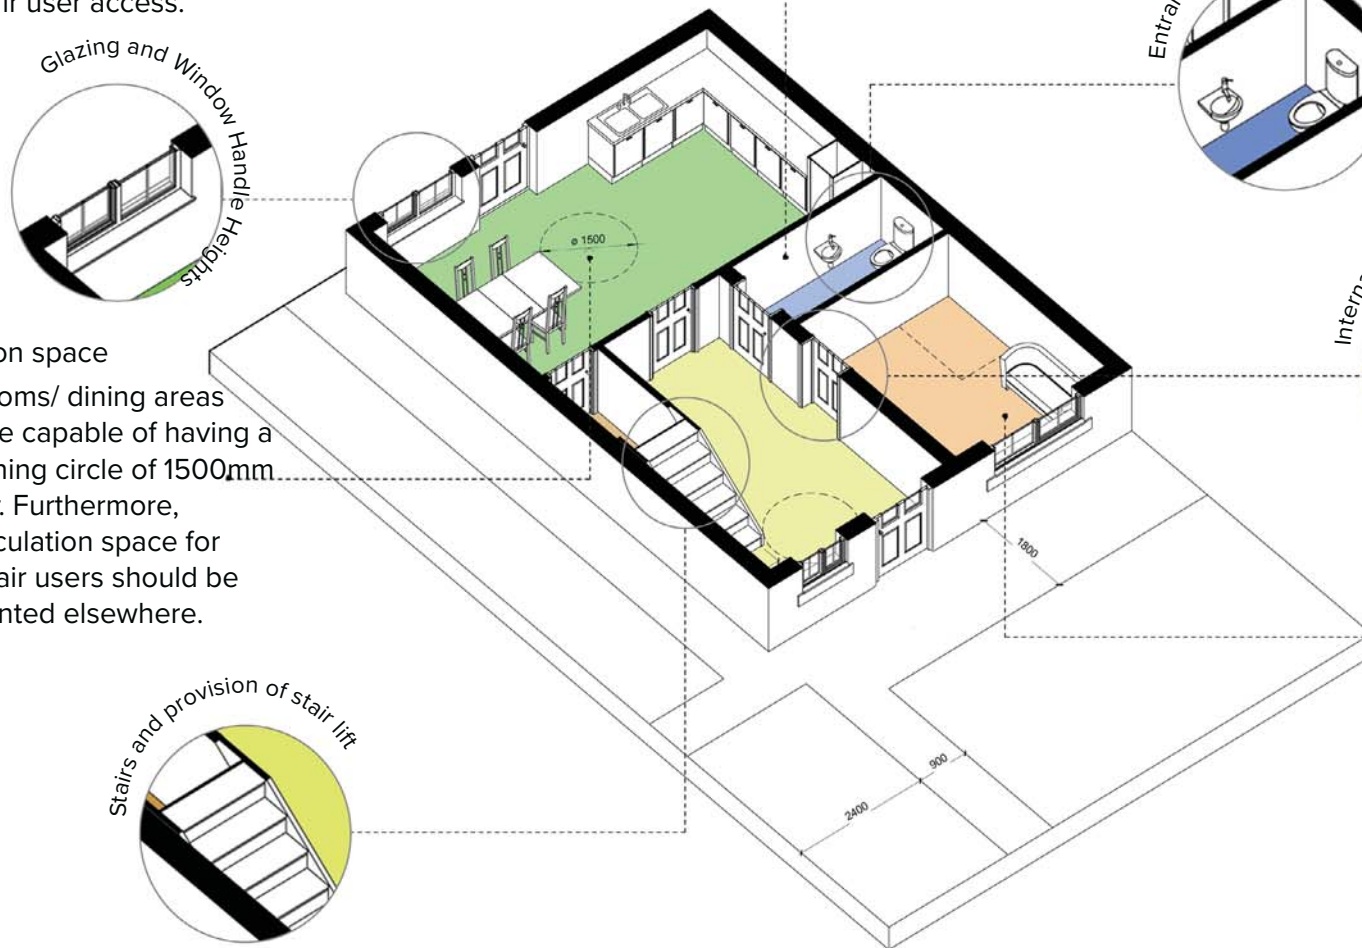 ir user access.
Glazing and Window Handle Heights
Entran
Interna
ø 1500
on space
oms/ dining areas
e capable of having a
ning circle of 1500mm
. Furthermore,
culation space for
air users should be
nted elsewhere.
1800
Stairs and provision of stair lift
900
2400